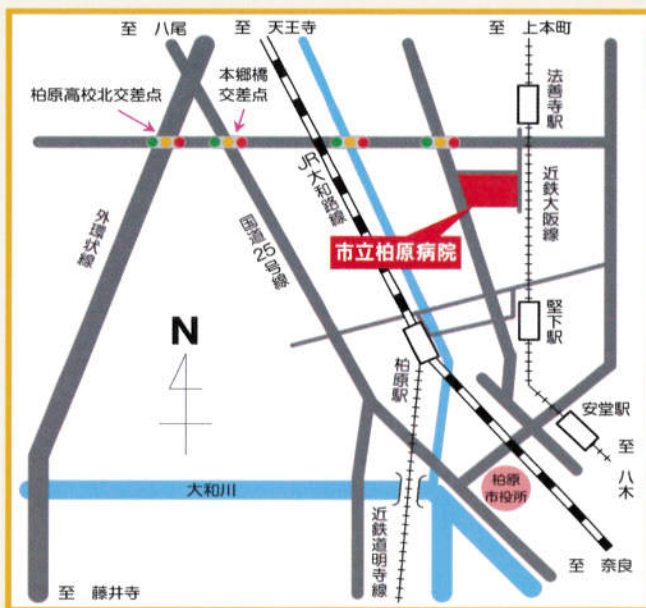 至 八尾
至 天王寺
至 上本町
柏原高校北交差点
本郷橋
交差点
法善寺駅
JR大和路線
近鉄大阪線
外環状線
国道25号線
市立柏原病院
N
堅下駅
柏原駅
安堂駅
至 八木
大和川
柏原
市役所
近鉄道明寺線
至 藤井寺
至 奈良